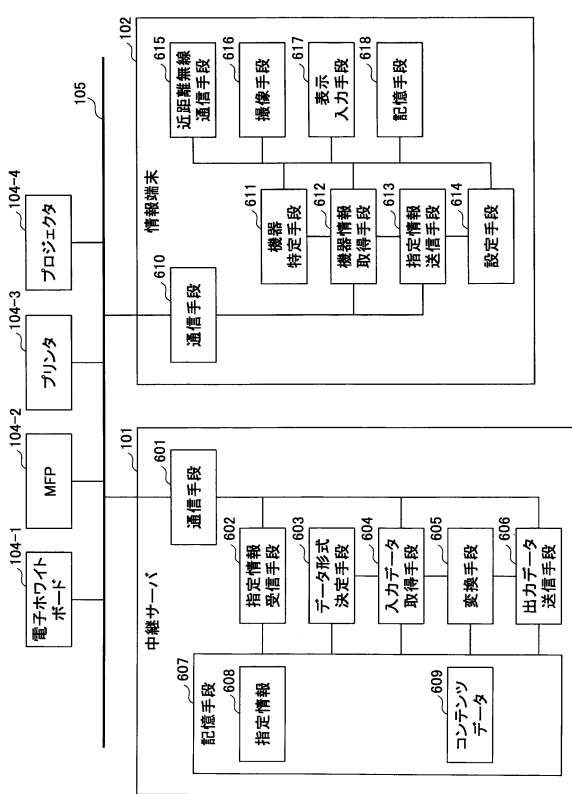 104-1
電子ホワイト
ボード
104-2
MFP
104-3
プリンタ
104-4
プロジェクタ
105
101
中継サーバ
601
通信手段
602
指定情報
受信手段
603
データ形式
決定手段
604
入力データ
取得手段
605
変換手段
606
出力データ
送信手段
607
記憶手段
608
指定情報
609
コンテンツ
データ
102
情報端末
610
通信手段
611
機器
特定手段
612
機器情報
取得手段
613
指定情報
送信手段
614
設定手段
615
近距離無線
通信手段
616
撮像手段
617
表示
入力手段
618
記憶手段